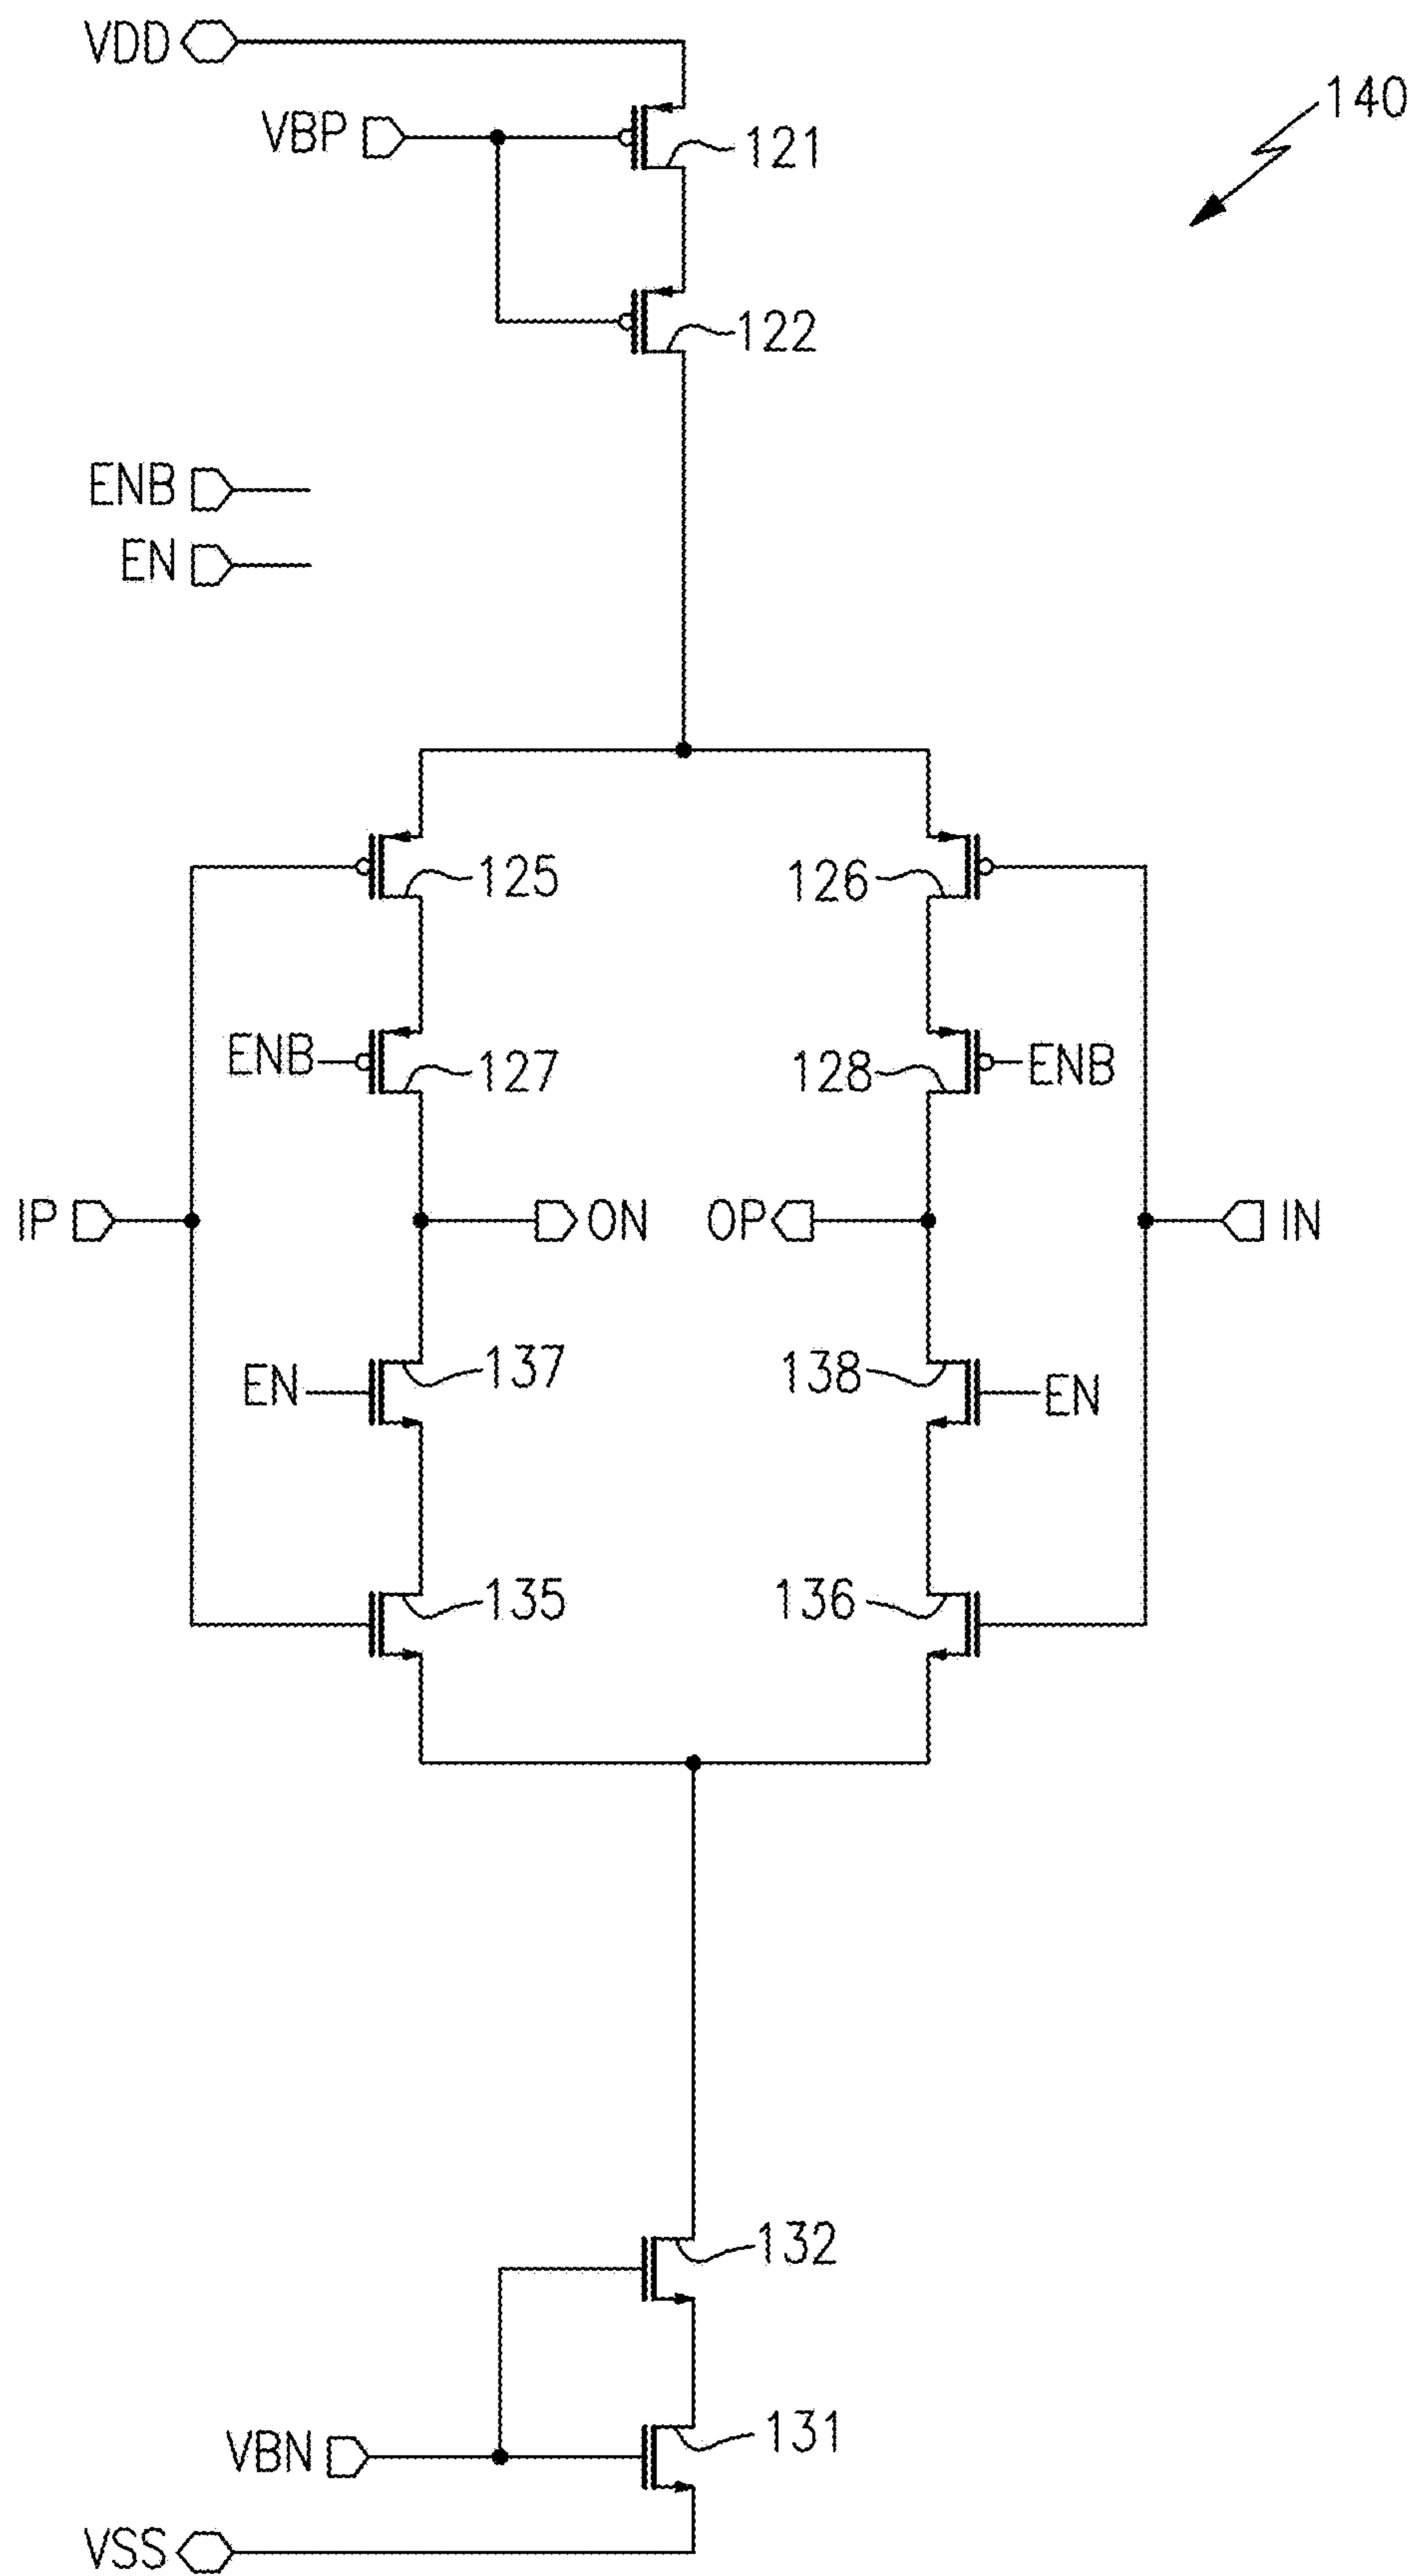 VDD
140
VBP
121
122
ENB
EN
125
126
ENB
127
128
ENB
IP
ON
OP
IN
EN
137
138
EN
135
136
132
VBN
131
VSS